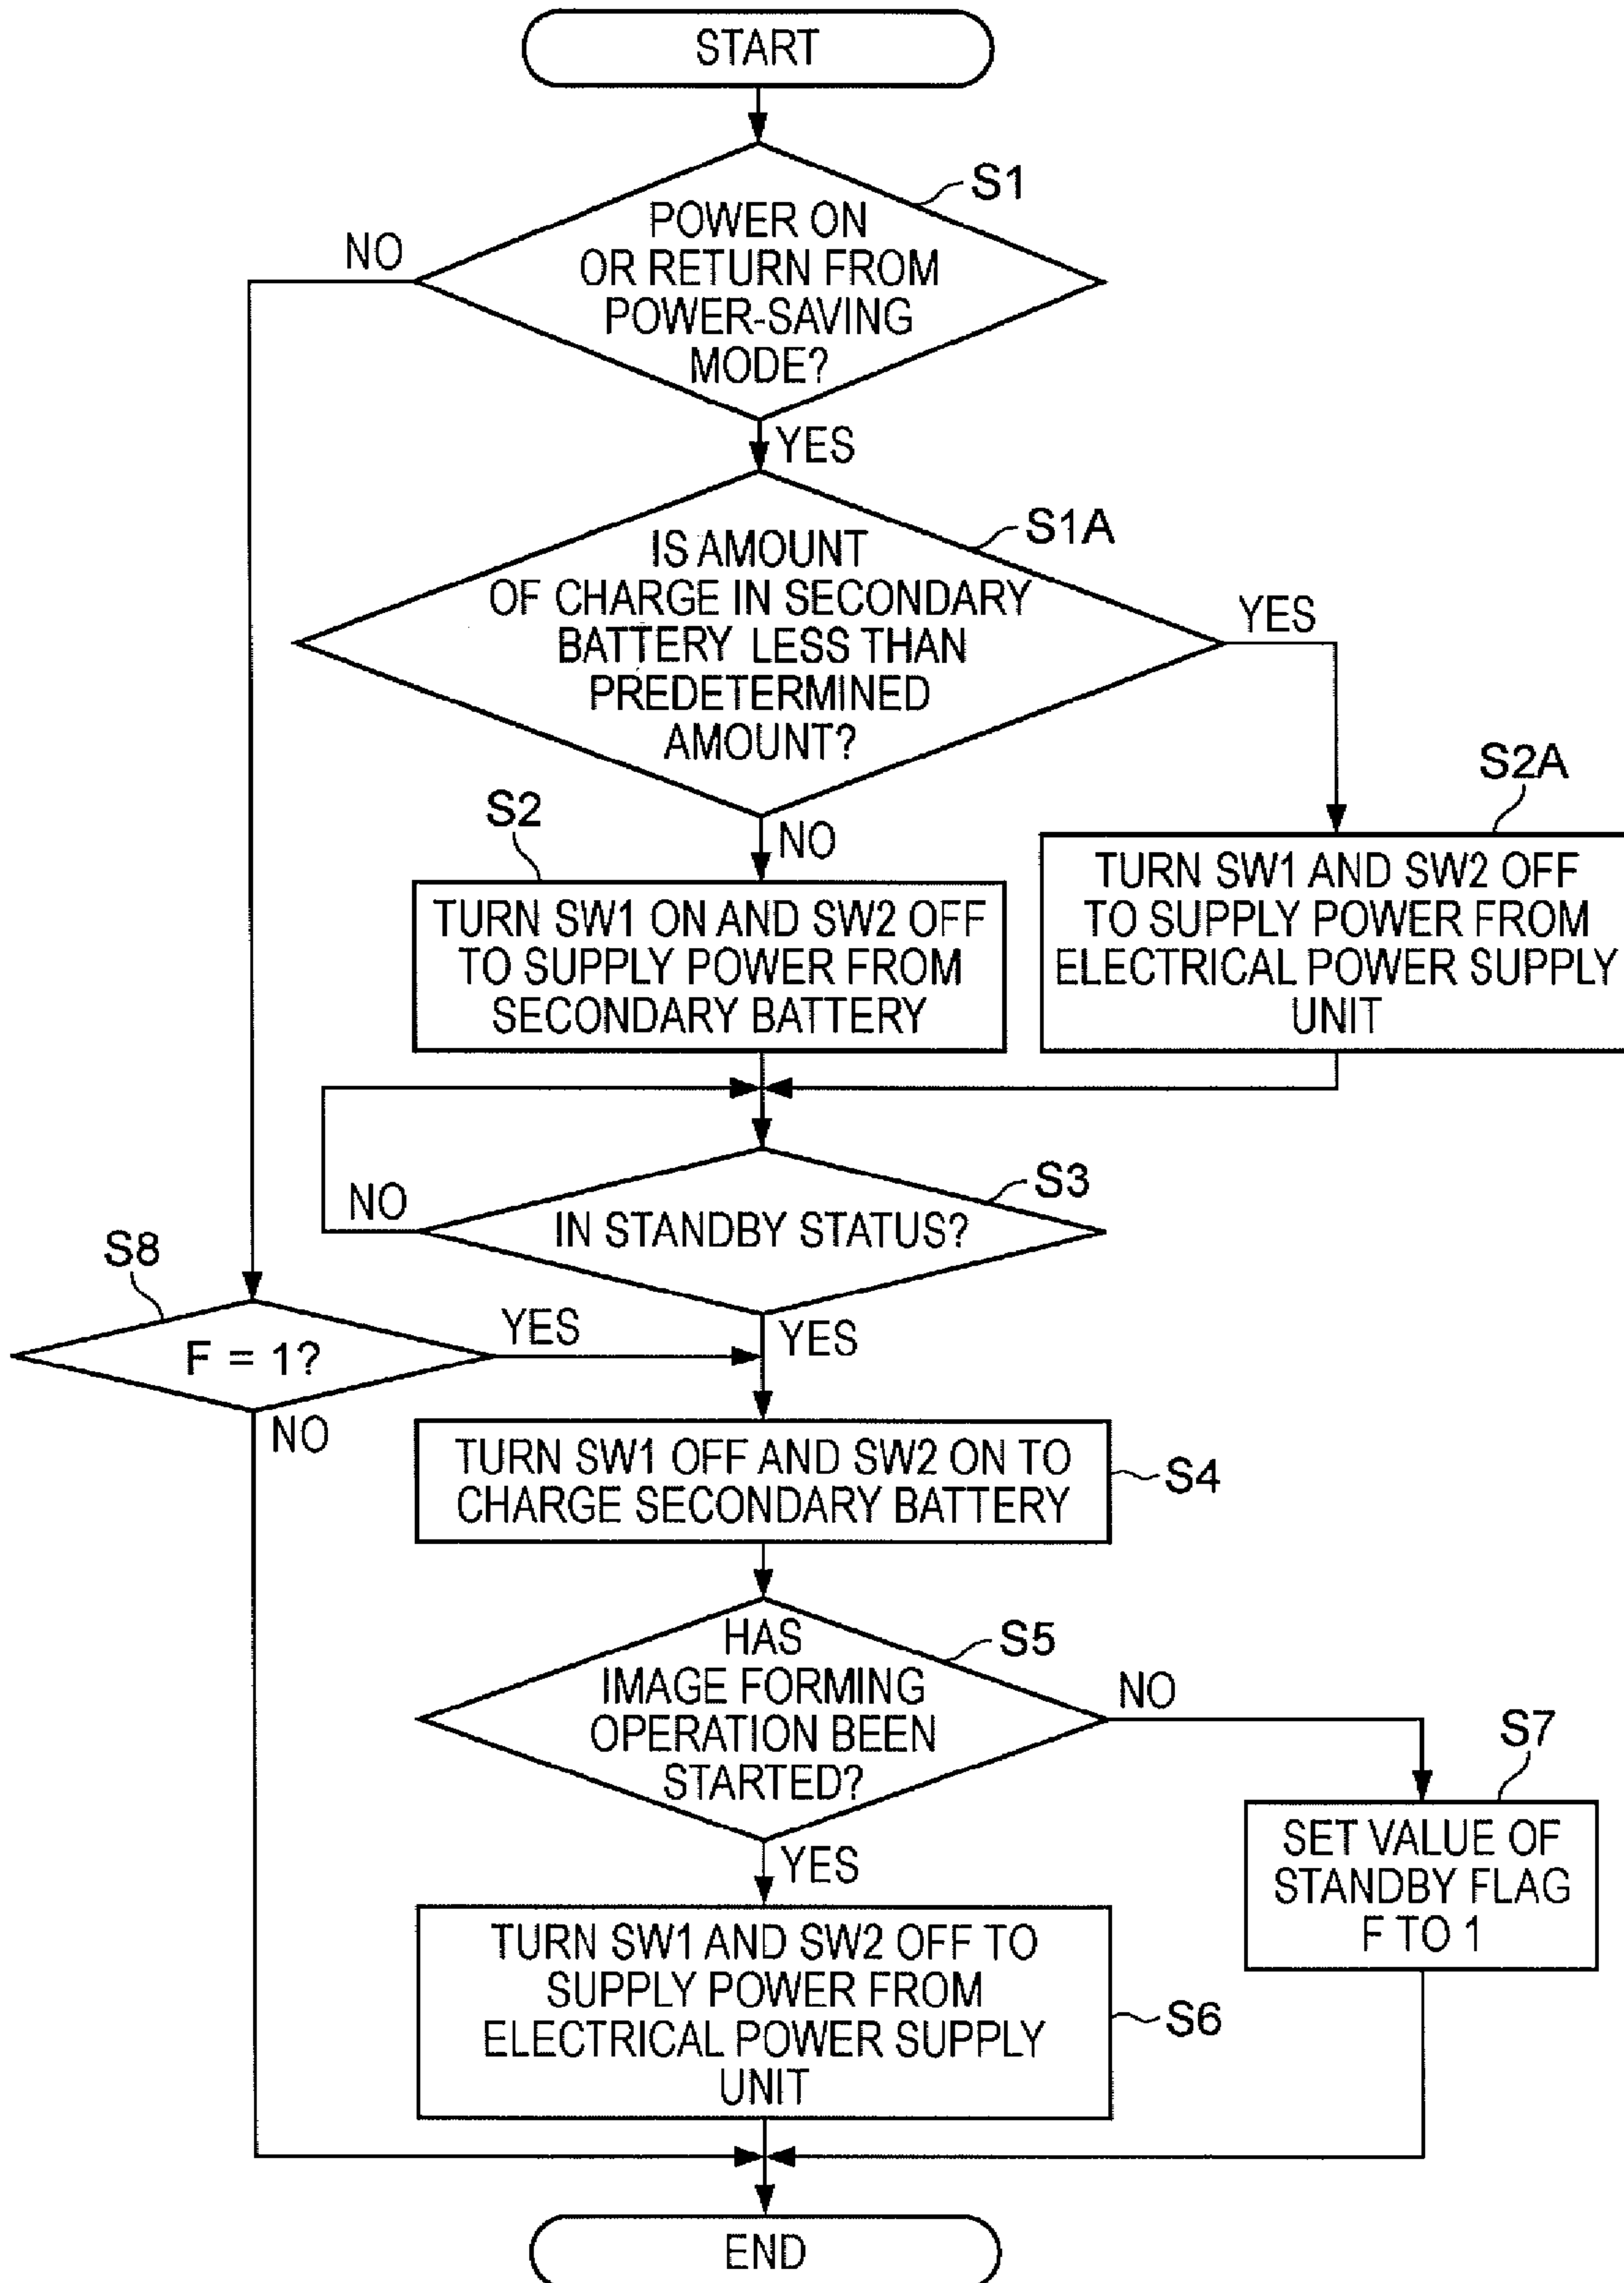 START
S1
POWER ON
OR RETURN FROM
POWER-SAVING
MODE?
NO
YES
S1A
IS AMOUNT
OF CHARGE IN SECONDARY
BATTERY LESS THAN
PREDETERMINED
AMOUNT?
YES
NO
S2
TURN SW1 ON AND SW2 OFF
TO SUPPLY POWER FROM
SECONDARY BATTERY
S2A
TURN SW1 AND SW2 OFF
TO SUPPLY POWER FROM
ELECTRICAL POWER SUPPLY
UNIT
S3
IN STANDBY STATUS?
NO
YES
S8
F = 1?
YES
NO
TURN SW1 OFF AND SW2 ON TO
CHARGE SECONDARY BATTERY
S4
HAS
IMAGE FORMING
OPERATION BEEN
STARTED?
S5
NO
YES
S7
SET VALUE OF
STANDBY FLAG
F TO 1
TURN SW1 AND SW2 OFF TO
SUPPLY POWER FROM
ELECTRICAL POWER SUPPLY
UNIT
S6
END